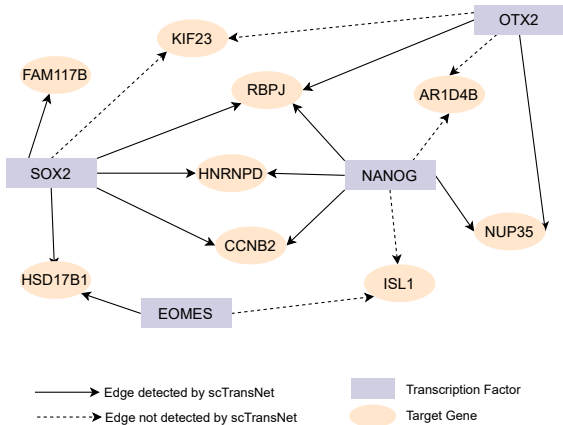 OTX2
KIF23
FAM117B
RBPJ
AR1D4B
SOX2
HNRNPD
NANOG
NUP35
CCNB2
HSD17B1
ISL1
EOMES
Edge detected by scTransNet
Transcription Factor
Edge not detected by scTransNet
Target Gene